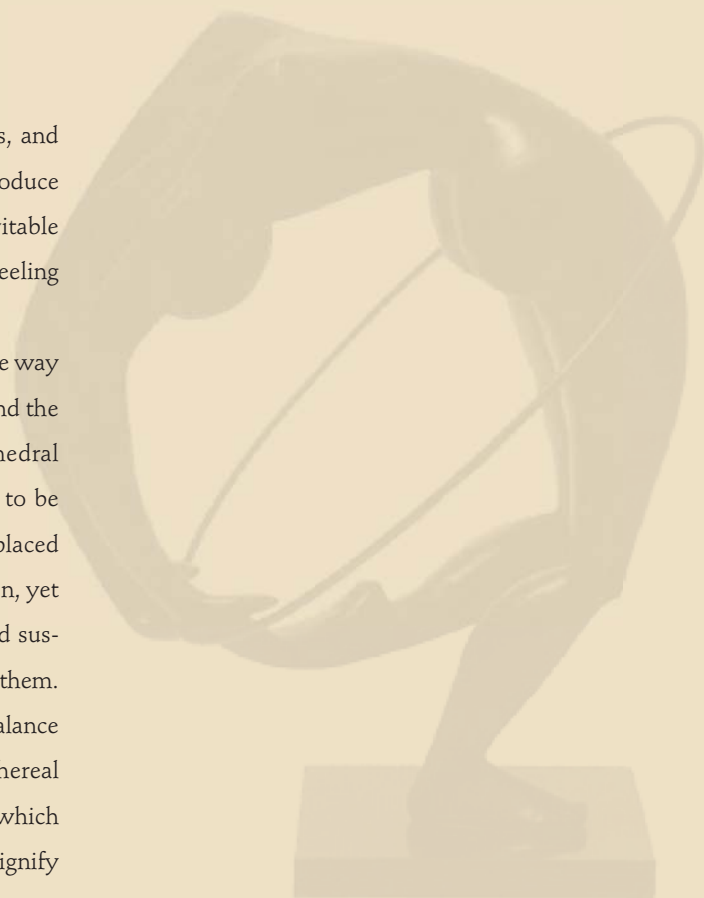 s, and
oduce
itable
eeling
e way
nd the
hedral
to be
placed
n, yet
d sus-
them.
alance
hereal
which
ignify